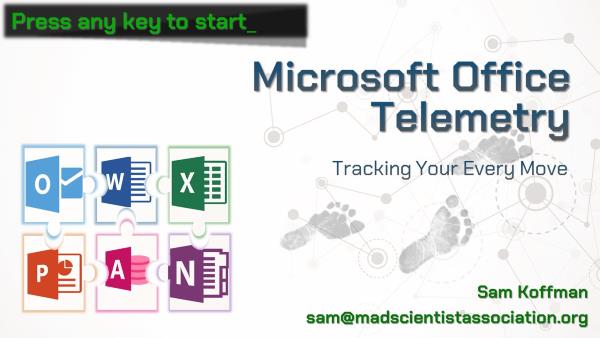 Press any key to start_
Microsoft Office
Telemetry
Tracking Your Every Move
O
W
X
P
A
N
Sam Koffman
sam@madscientistassociation.org